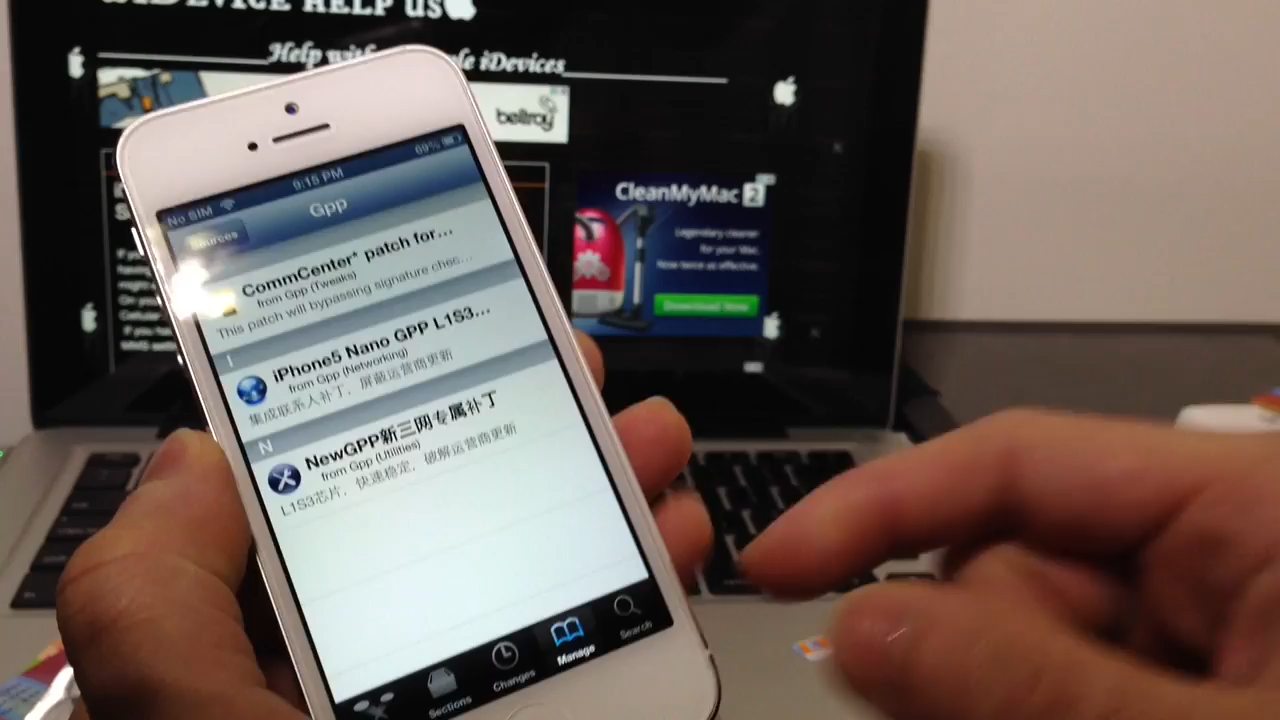 iDEVICE HELP US
Help with
iDevices
bellroy
CleanMyMac 2
Legendary cleaner
for your Mac.
Now twice as effective.
Download Now
9:15 PM
69%
No SIM
Gpp
Sources
CommCenter* patch for...
from Gpp (Tweaks)
This patch will bypassing signature chec...
I
iPhone5 Nano GPP L1S3...
from Gpp (Networking)
集成联系人补丁，屏蔽运营商更新
N
NewGPP新三网专属补丁
from Gpp (Utilities)
L1S3芯片，快速稳定，破解运营商更新
Sections
Changes
Manage
Search